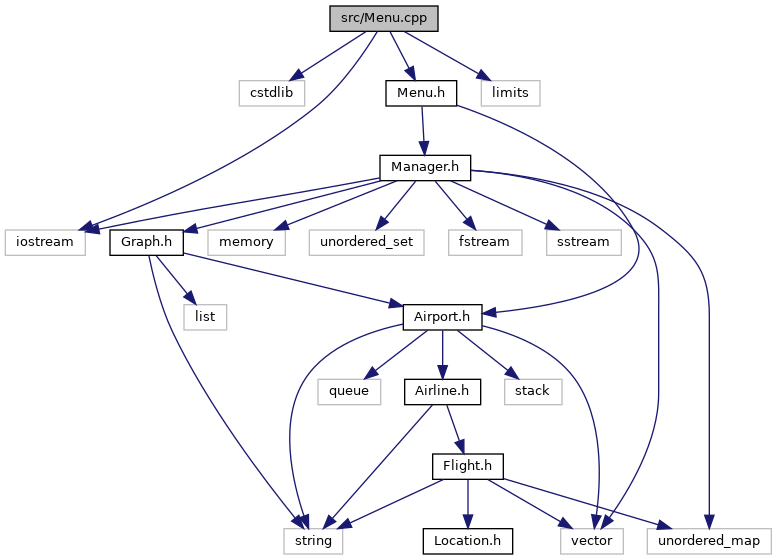 src/Menu.cpp
cstdlib
Menu.h
limits
Manager.h
iostream
Graph.h
memory
unordered_set
fstream
sstream
list
Airport.h
queue
Airline.h
stack
Flight.h
string
Location.h
vector
unordered_map